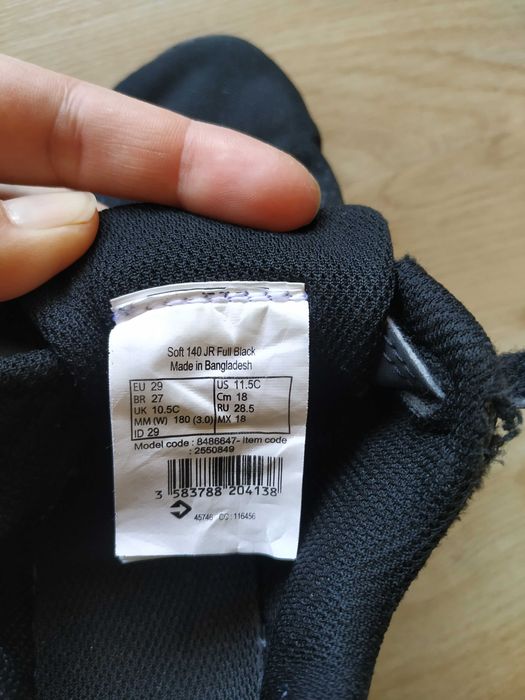 Soft 140 JR Full Black
Made in Bangladesh
EU 29 US 11.5C
BR 27 Cm 18
UK 10.5C RU 28.5
MM (W) 180 (3.0) MX 18
ID 29
Model code : 8486647- Item code
: 2550849
3 583788 204138
45746 CC : 116456